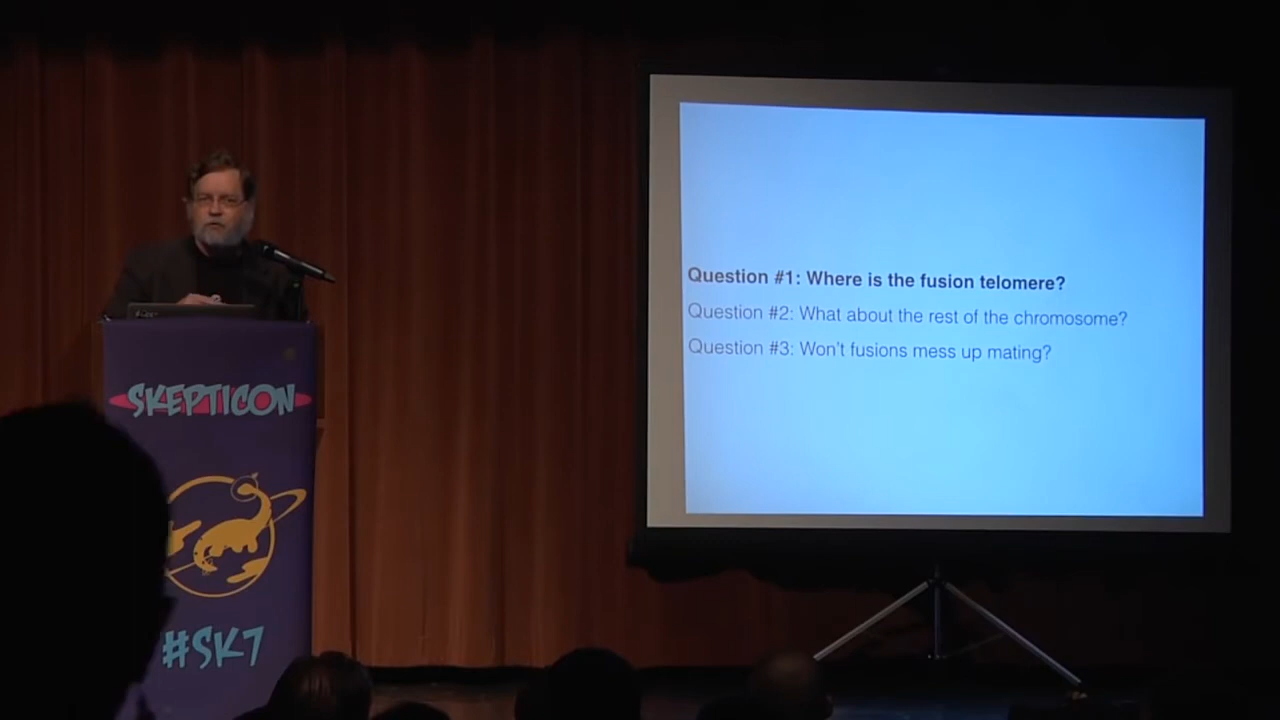 Question #1: Where is the fusion telomere?
Question #2: What about the rest of the chromosome?
Question #3: Won't fusions mess up mating?
SKEPTICON
#SK7